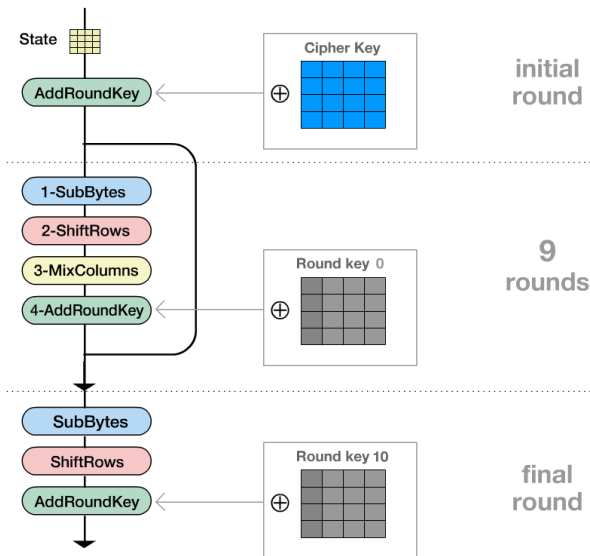 State
Cipher Key
AddRoundKey
⊕
initial
round
1-SubBytes
2-ShiftRows
3-MixColumns
4-AddRoundKey
Round key 0
⊕
9
rounds
SubBytes
ShiftRows
AddRoundKey
Round key 10
⊕
final
round